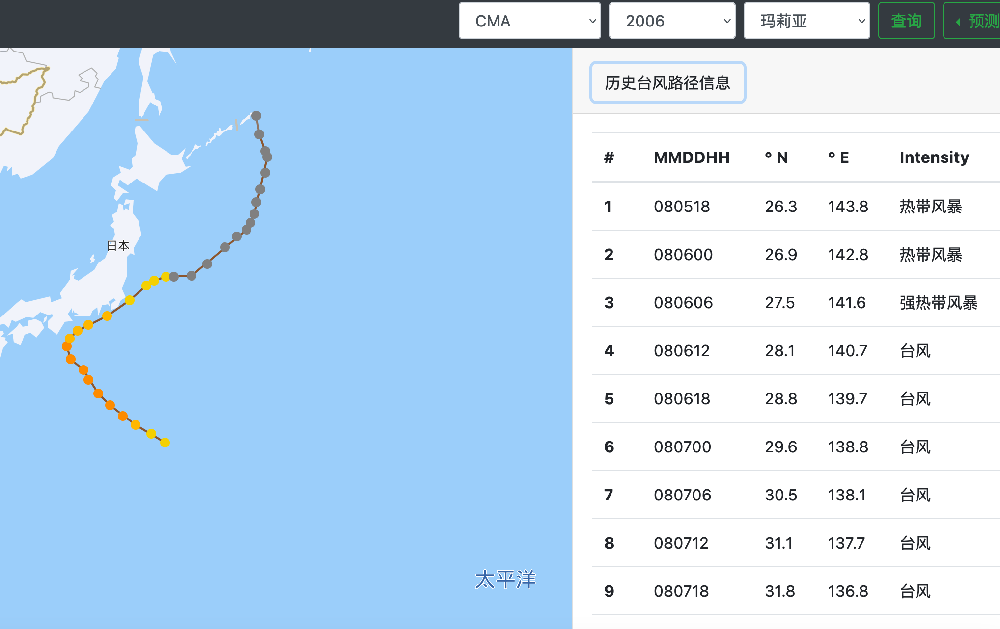 CMA 2006 玛莉亚 查询 预测
历史台风路径信息
# MMDDHH ° N ° E Intensity
1 080518 26.3 143.8 热带风暴
2 080600 26.9 142.8 热带风暴
3 080606 27.5 141.6 强热带风暴
4 080612 28.1 140.7 台风
5 080618 28.8 139.7 台风
6 080700 29.6 138.8 台风
7 080706 30.5 138.1 台风
8 080712 31.1 137.7 台风
9 080718 31.8 136.8 台风
日本
太平洋